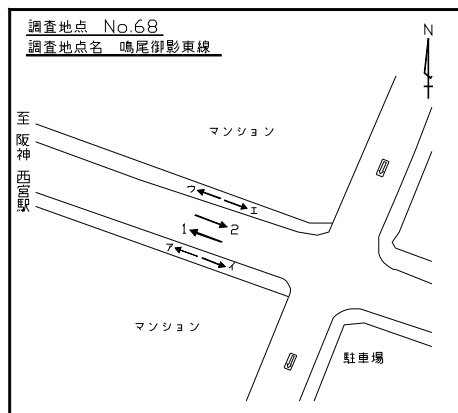 調査地点 No.68
調査地点名 鳴尾御影東線
N
至阪神西宮駅
マンション
ウ
エ
1
2
ア
イ
マンション
駐車場